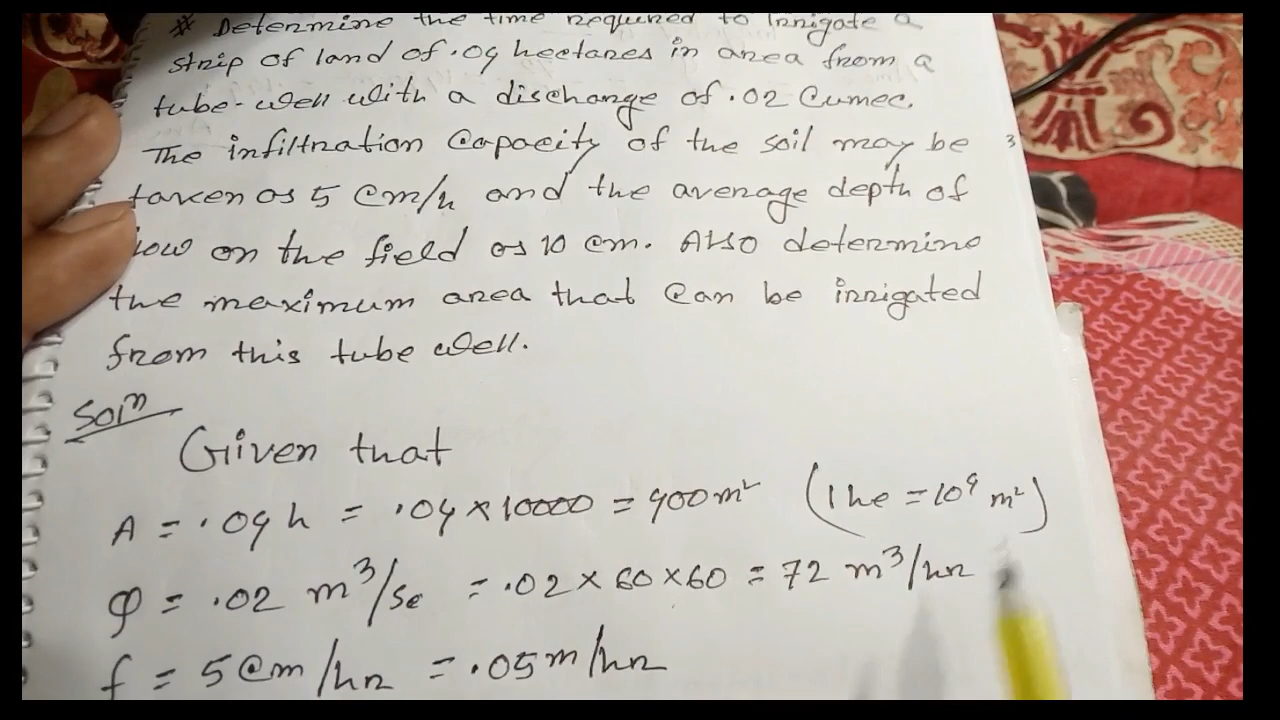 * Determine the time required to Irrigate a
strip of land of .04 hectares in area from a
tube-well with a discharge of .02 Cumec.
The infiltration Capacity of the soil may be
taken as 5 cm/h and the average depth of
low on the field as 10 cm. Also determine
the maximum area that Can be irrigated
from this tube well.
Soln
Given that
A = .04 h = .04 × 10000 = 400 m² (1 he = 10⁴ m²)
Q = .02 m³/se = .02 × 60 × 60 = 72 m³/hr
f = 5 cm/hr = .05 m/hr